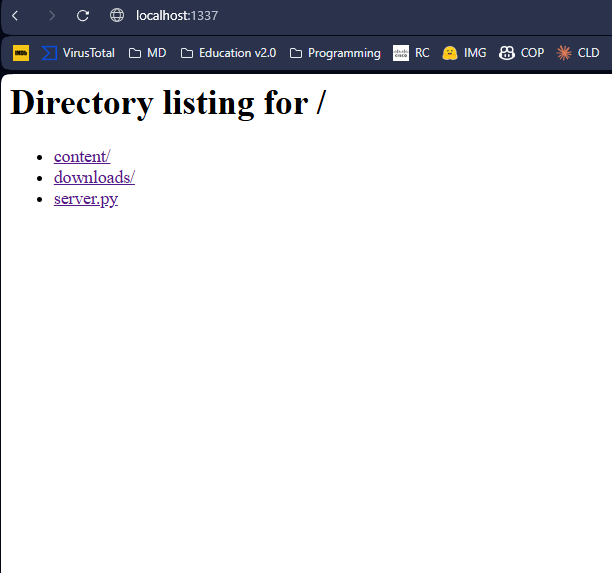 localhost:1337
IMDb VirusTotal MD Education v2.0 Programming RC IMG COP CLD
Directory listing for /
content/
downloads/
server.py